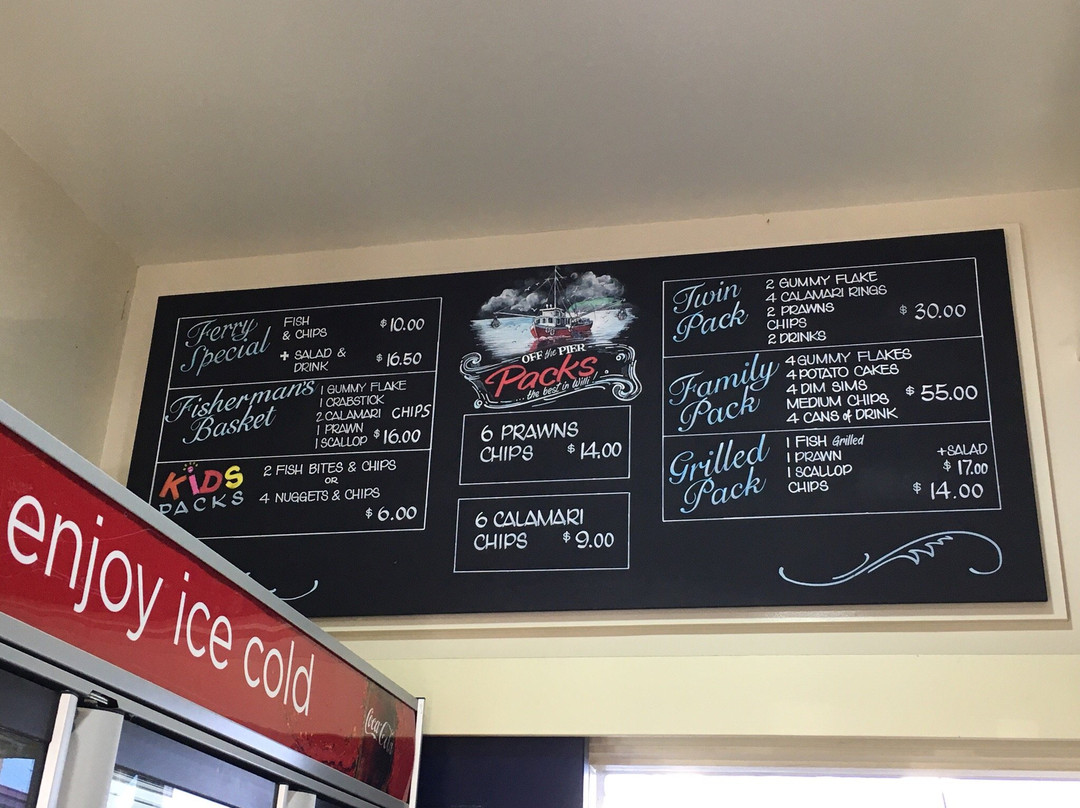 Ferry
Special
FISH
& CHIPS
$10.00
+ SALAD &
DRINK
$16.50
Fisherman's
Basket
1 GUMMY FLAKE
1 CRABSTICK
2 CALAMARI CHIPS
1 PRAWN
1 SCALLOP $16.00
KiDS
PACKS
2 FISH BITES & CHIPS
OR
4 NUGGETS & CHIPS
$6.00
OFF the PIER
Packs
... the best in Willi!
6 PRAWNS
CHIPS $14.00
6 CALAMARI
CHIPS $9.00
Twin
Pack
2 GUMMY FLAKE
4 CALAMARI RINGS
2 PRAWNS
CHIPS
2 DRINKS
$30.00
Family
Pack
4 GUMMY FLAKES
4 POTATO CAKES
4 DIM SIMS
MEDIUM CHIPS
4 CANS of DRINK
$55.00
Grilled
Pack
1 FISH Grilled
1 PRAWN
1 SCALLOP
CHIPS
+SALAD
$17.00
$14.00
enjoy ice cold
Coca-Cola